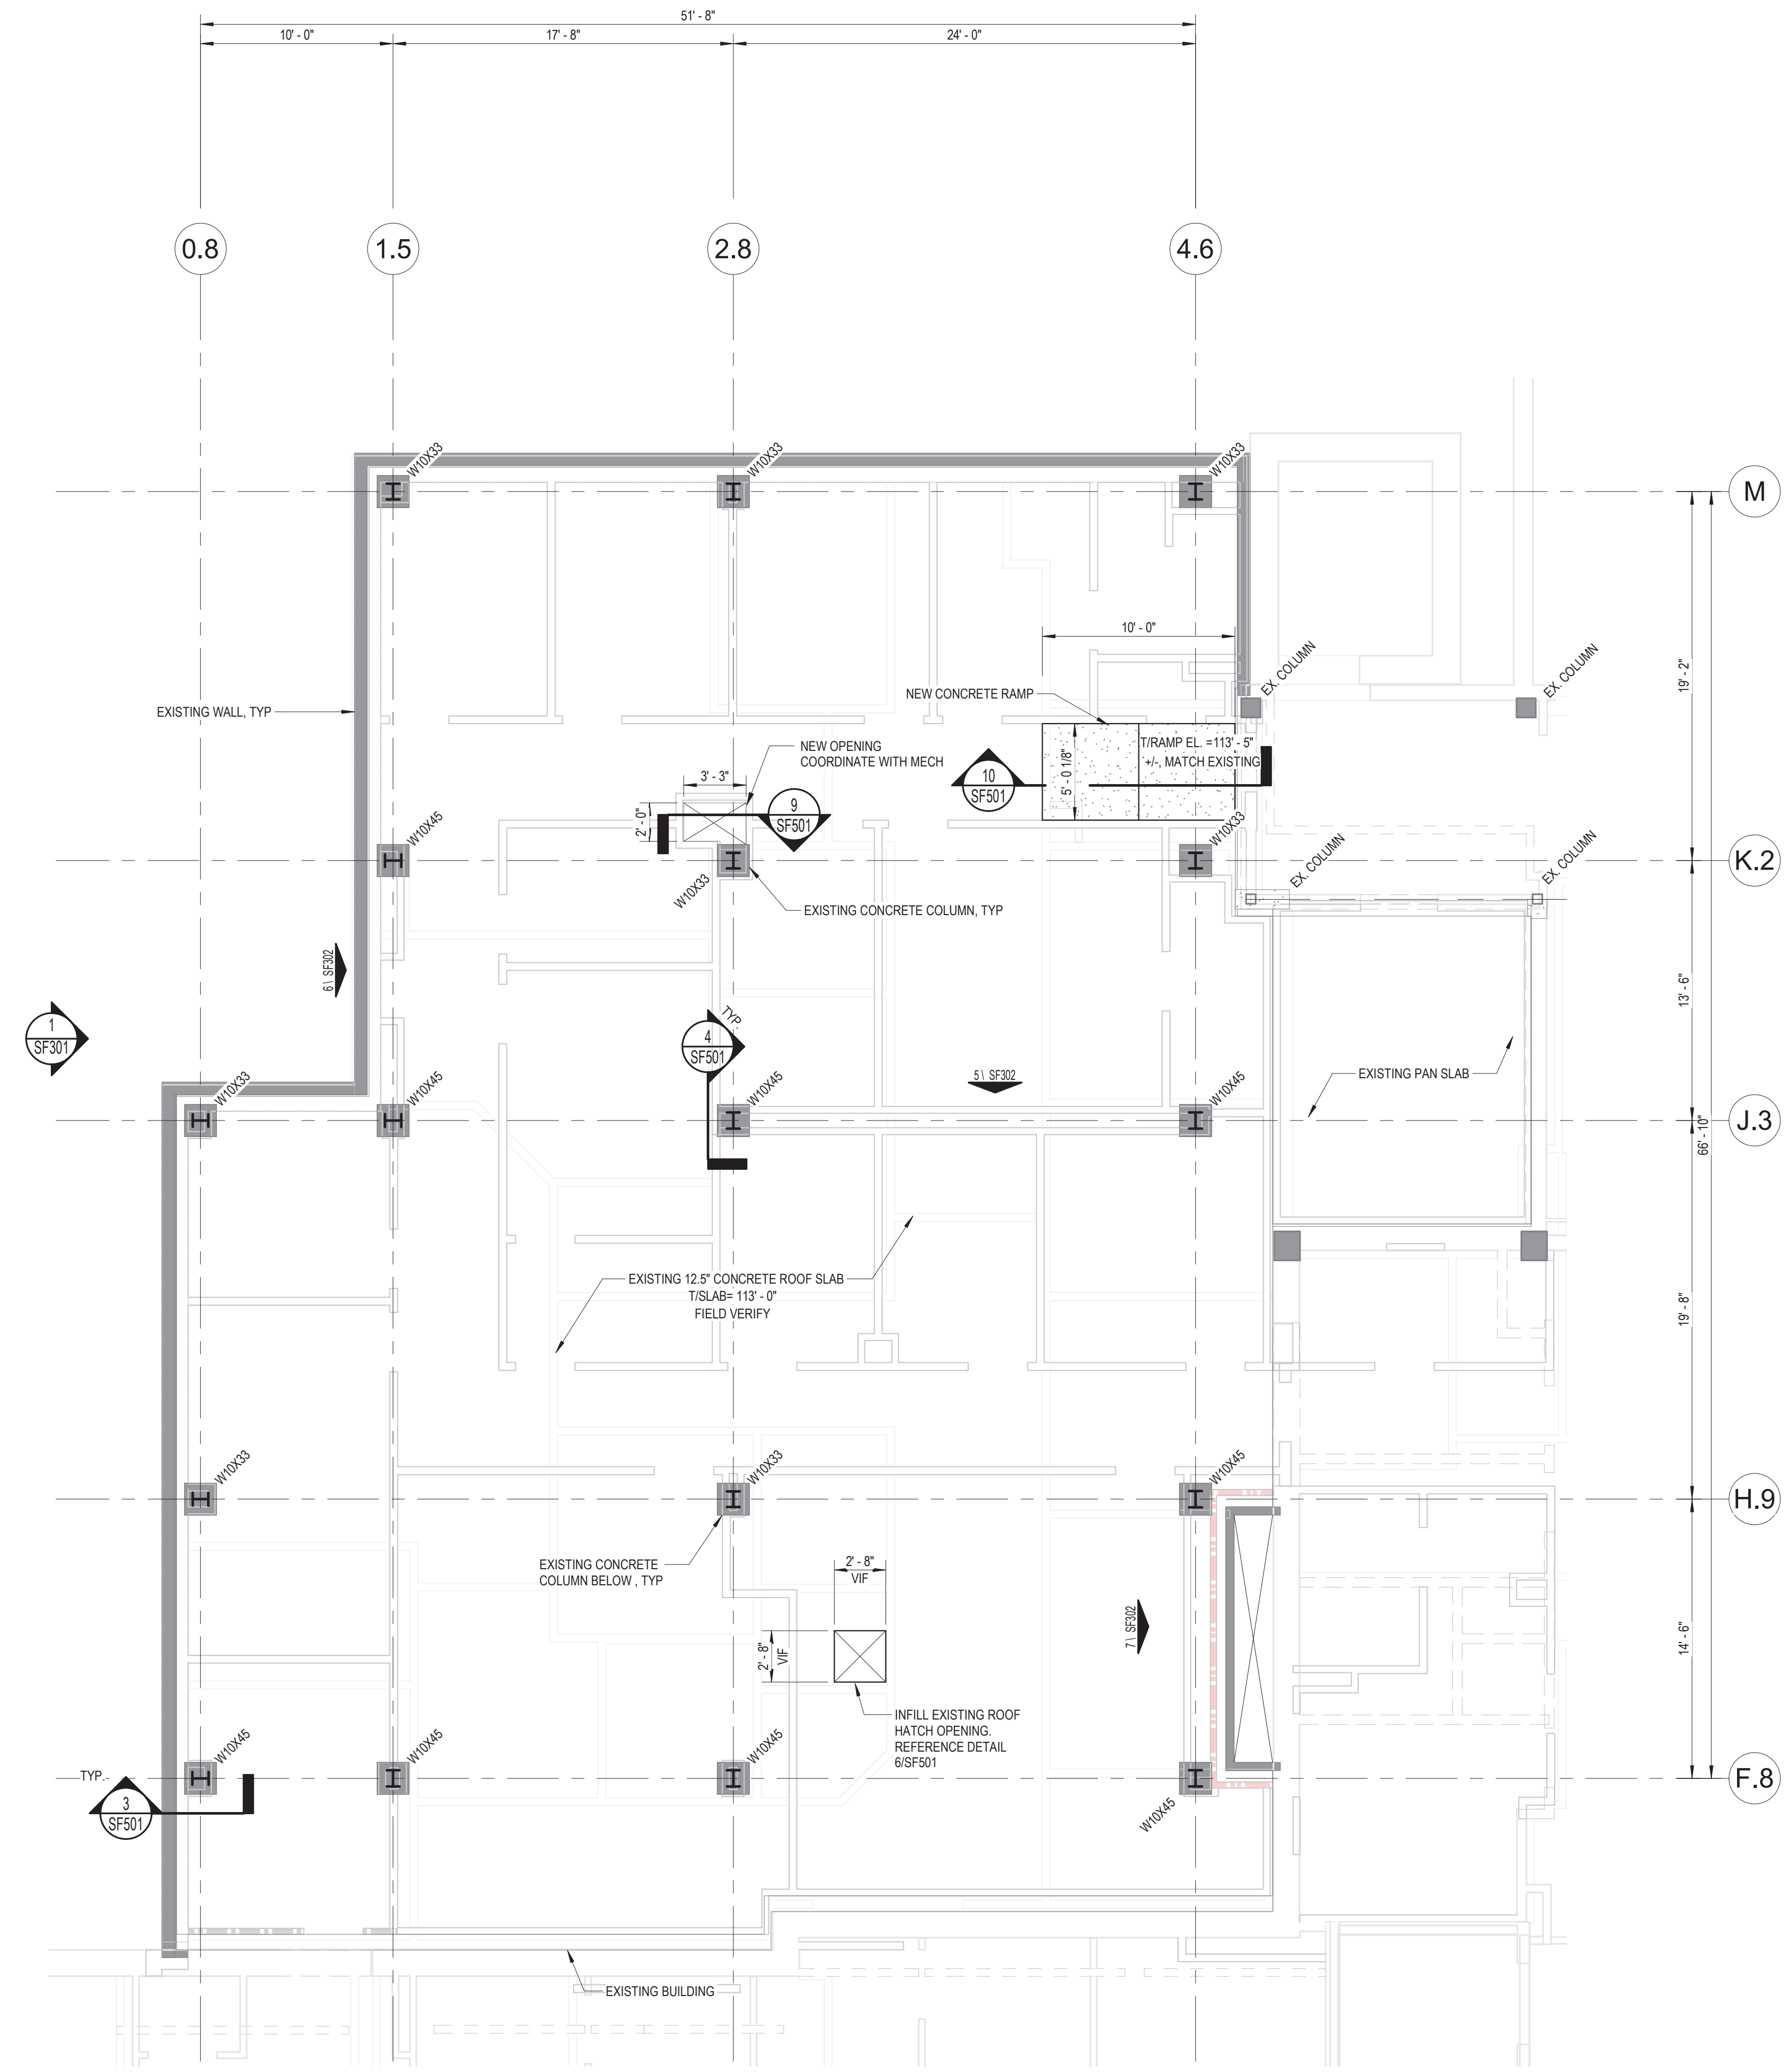 51' - 8"
10' - 0"
17' - 8"
24' - 0"
0.8
1.5
2.8
4.6
W10X33
W10X33
W10X33
M
10' - 0"
19' - 2"
EX. COLUMN
EX. COLUMN
NEW CONCRETE RAMP
EXISTING WALL, TYP
NEW OPENING
COORDINATE WITH MECH
T/RAMP EL. =113' - 5"
+/-, MATCH EXISTING
5' - 0 1/8"
10
SF501
3' - 3"
2' - 0"
9
SF501
W10X45
W10X33
W10X33
EX. COLUMN
EX. COLUMN
K.2
EXISTING CONCRETE COLUMN, TYP
6 \ SF302
13' - 6"
1
SF301
TYP.
4
SF501
5 \ SF302
EXISTING PAN SLAB
W10X33
W10X45
W10X45
W10X45
J.3
66' - 10"
EXISTING 12.5" CONCRETE ROOF SLAB
T/SLAB= 113' - 0"
FIELD VERIFY
19' - 8"
W10X33
W10X33
W10X45
H.9
EXISTING CONCRETE
COLUMN BELOW , TYP
2' - 8"
VIF
2' - 8"
VIF
7 \ SF302
14' - 6"
INFILL EXISTING ROOF
HATCH OPENING.
REFERENCE DETAIL
6/SF501
W10X45
W10X45
W10X45
W10X45
TYP.
F.8
3
SF501
EXISTING BUILDING